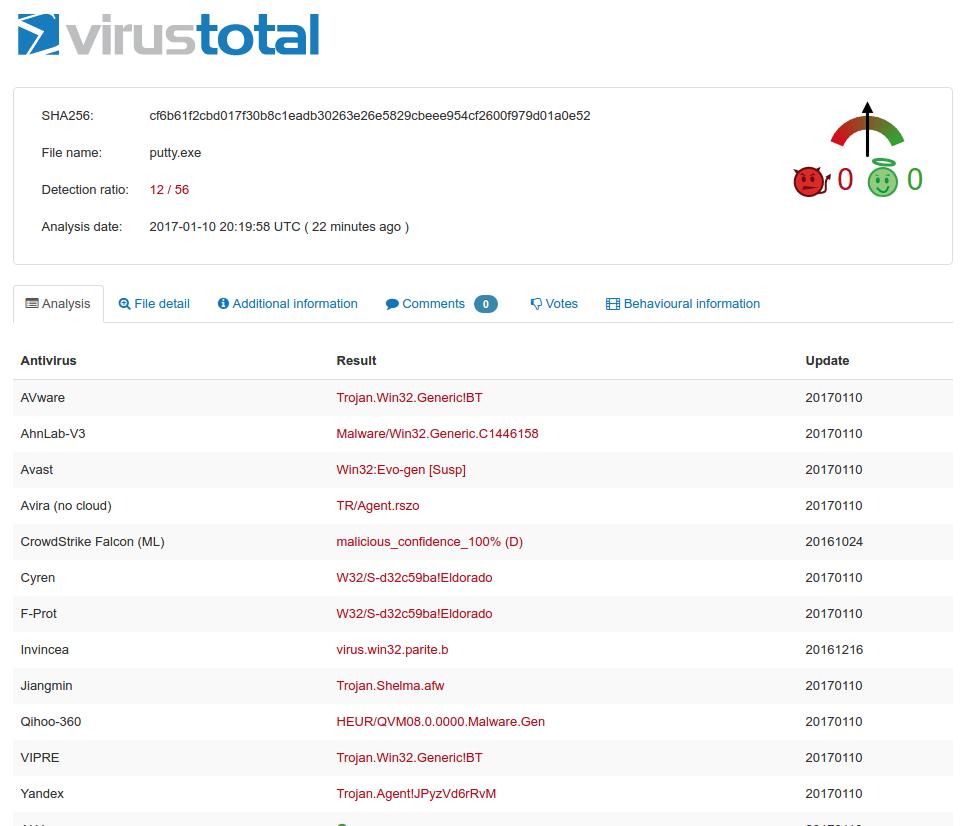 virustotal
SHA256: cf6b61f2cbd017f30b8c1eadb30263e26e5829cbeee954cf2600f979d01a0e52
File name: putty.exe
Detection ratio: 12 / 56
Analysis date: 2017-01-10 20:19:58 UTC ( 22 minutes ago )
0 0
Analysis File detail Additional information Comments 0 Votes Behavioural information
Antivirus Result Update
AVware Trojan.Win32.Generic!BT 20170110
AhnLab-V3 Malware/Win32.Generic.C1446158 20170110
Avast Win32:Evo-gen [Susp] 20170110
Avira (no cloud) TR/Agent.rszo 20170110
CrowdStrike Falcon (ML) malicious_confidence_100% (D) 20161024
Cyren W32/S-d32c59ba!Eldorado 20170110
F-Prot W32/S-d32c59ba!Eldorado 20170110
Invincea virus.win32.parite.b 20161216
Jiangmin Trojan.Shelma.afw 20170110
Qihoo-360 HEUR/QVM08.0.0000.Malware.Gen 20170110
VIPRE Trojan.Win32.Generic!BT 20170110
Yandex Trojan.Agent!JPyzVd6rRvM 20170110